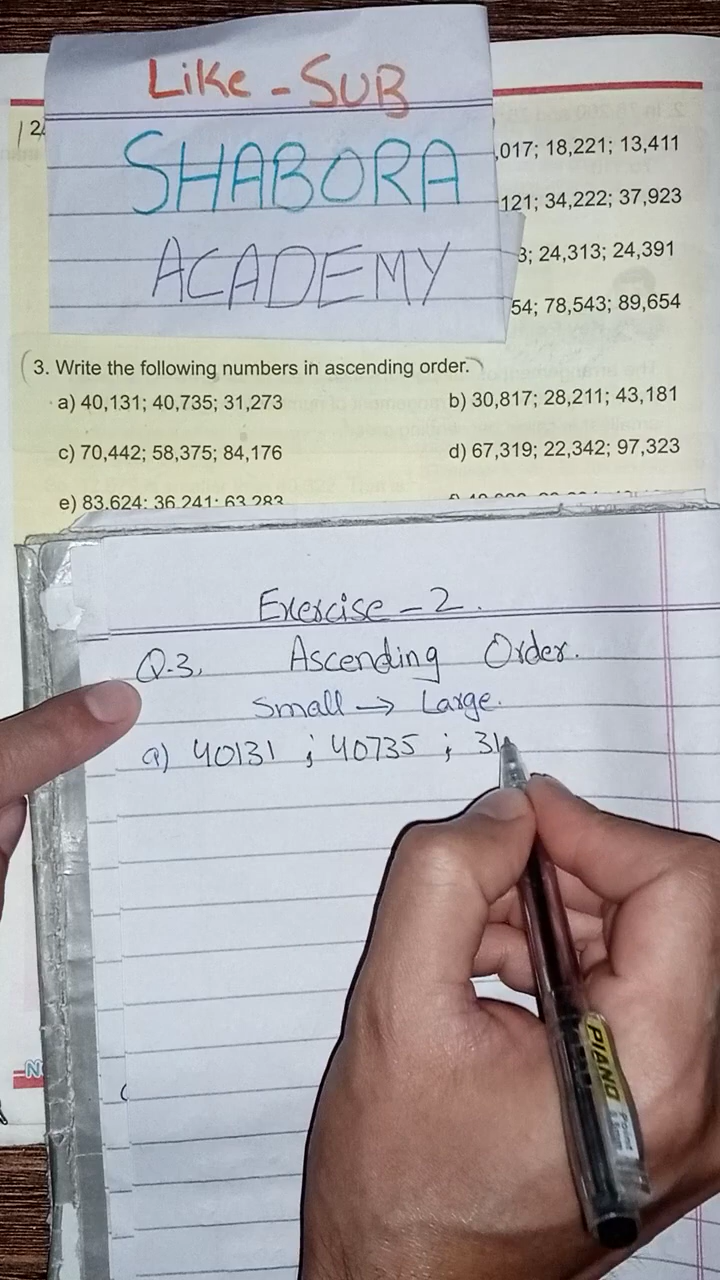 Like - SUB
SHABORA
ACADEMY
2
,017; 18,221; 13,411
121; 34,222; 37,923
3; 24,313; 24,391
54; 78,543; 89,654
3. Write the following numbers in ascending order.
a) 40,131; 40,735; 31,273
b) 30,817; 28,211; 43,181
c) 70,442; 58,375; 84,176
d) 67,319; 22,342; 97,323
e) 83,624; 36,241; 63,283
Exercise - 2.
Q.3. Ascending Order.
Small → Large.
a) 40131 ; 40735 ; 31
PIANO